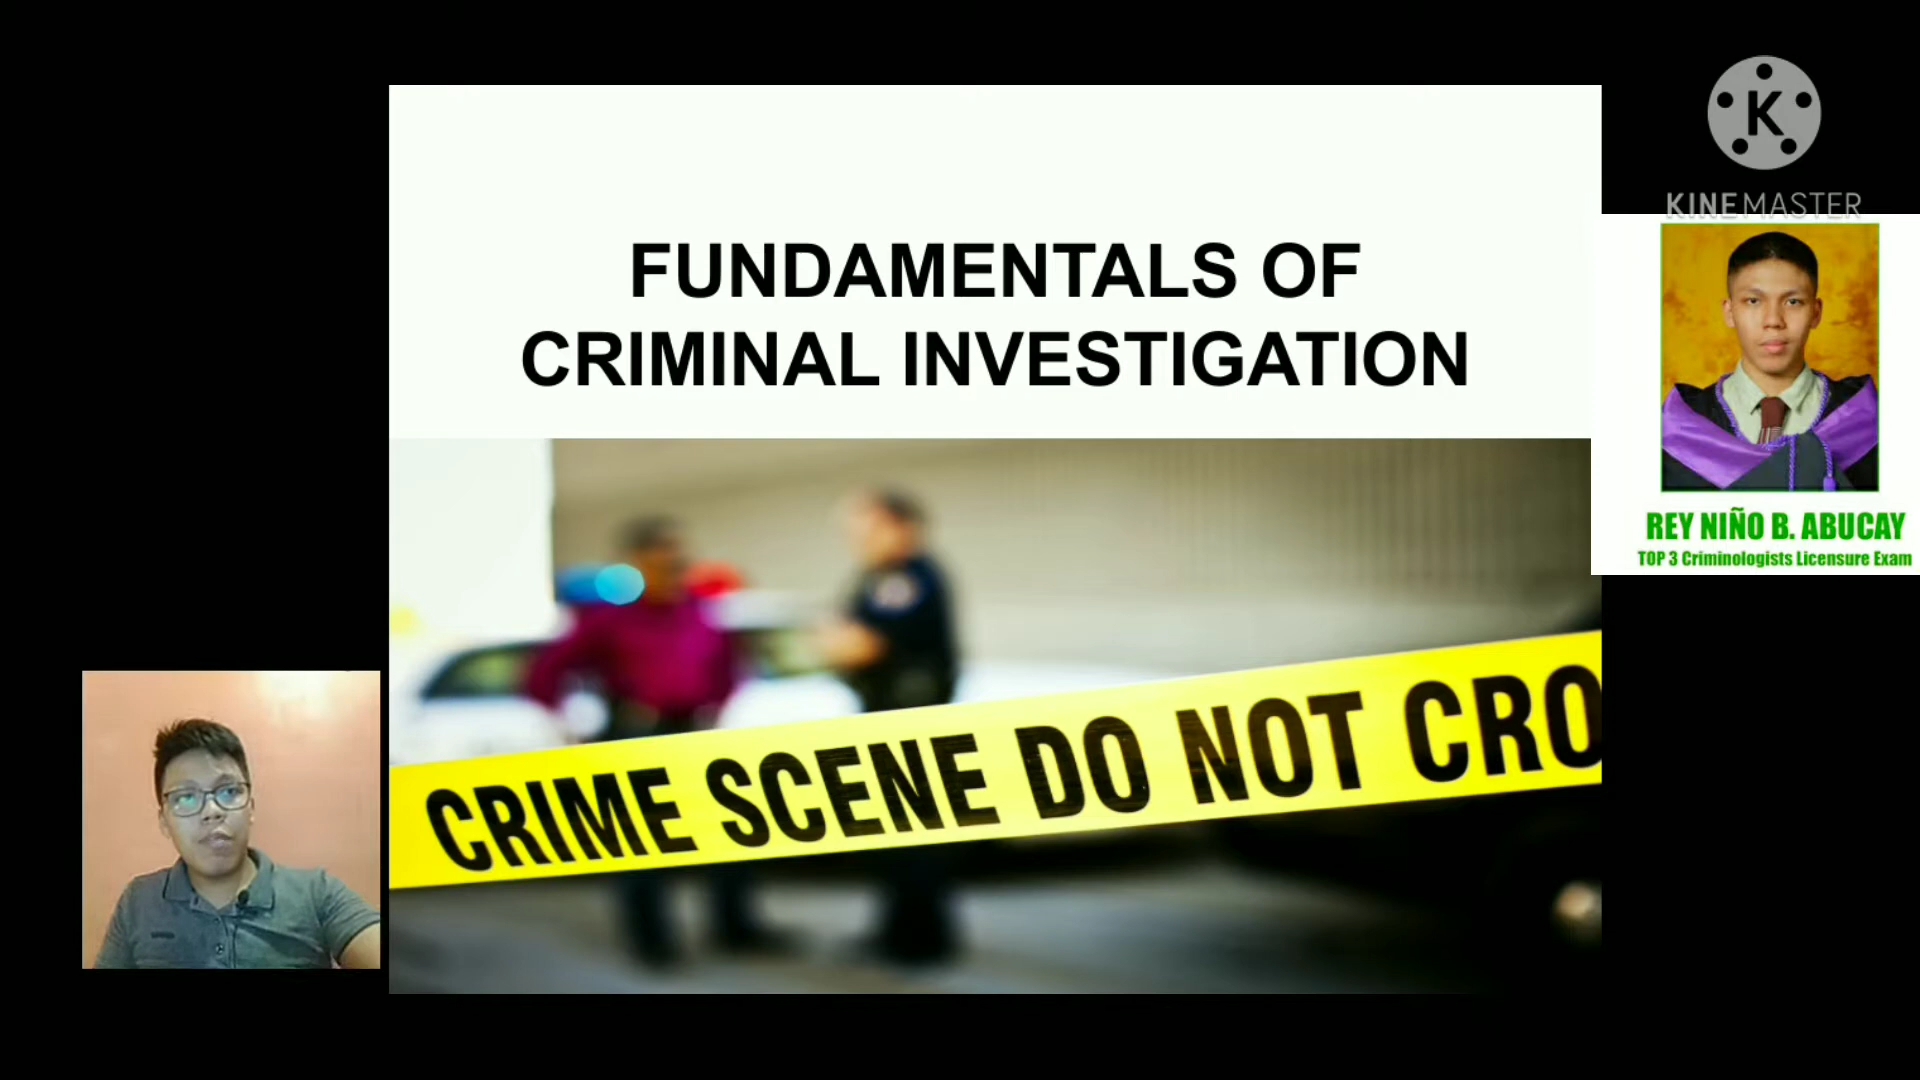 FUNDAMENTALS OF
CRIMINAL INVESTIGATION
CRIME SCENE DO NOT CRO
K
KINEMASTER
REY NIÑO B. ABUCAY
TOP 3 Criminologists Licensure Exam